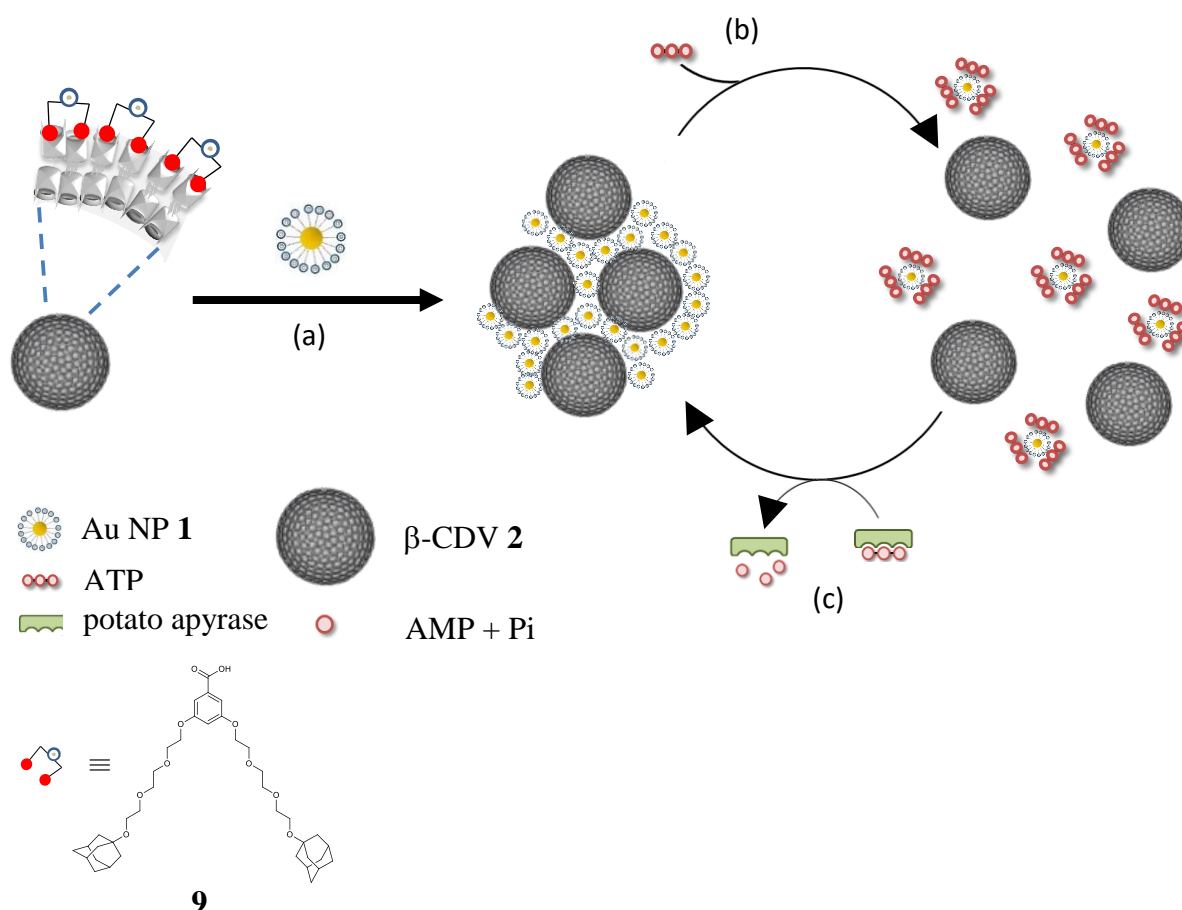 (b)
(a)
Au NP 1
β-CDV 2
ATP
potato apyrase
AMP + Pi
(c)
O
OH
O
O
O
O
O
O
O
O
9